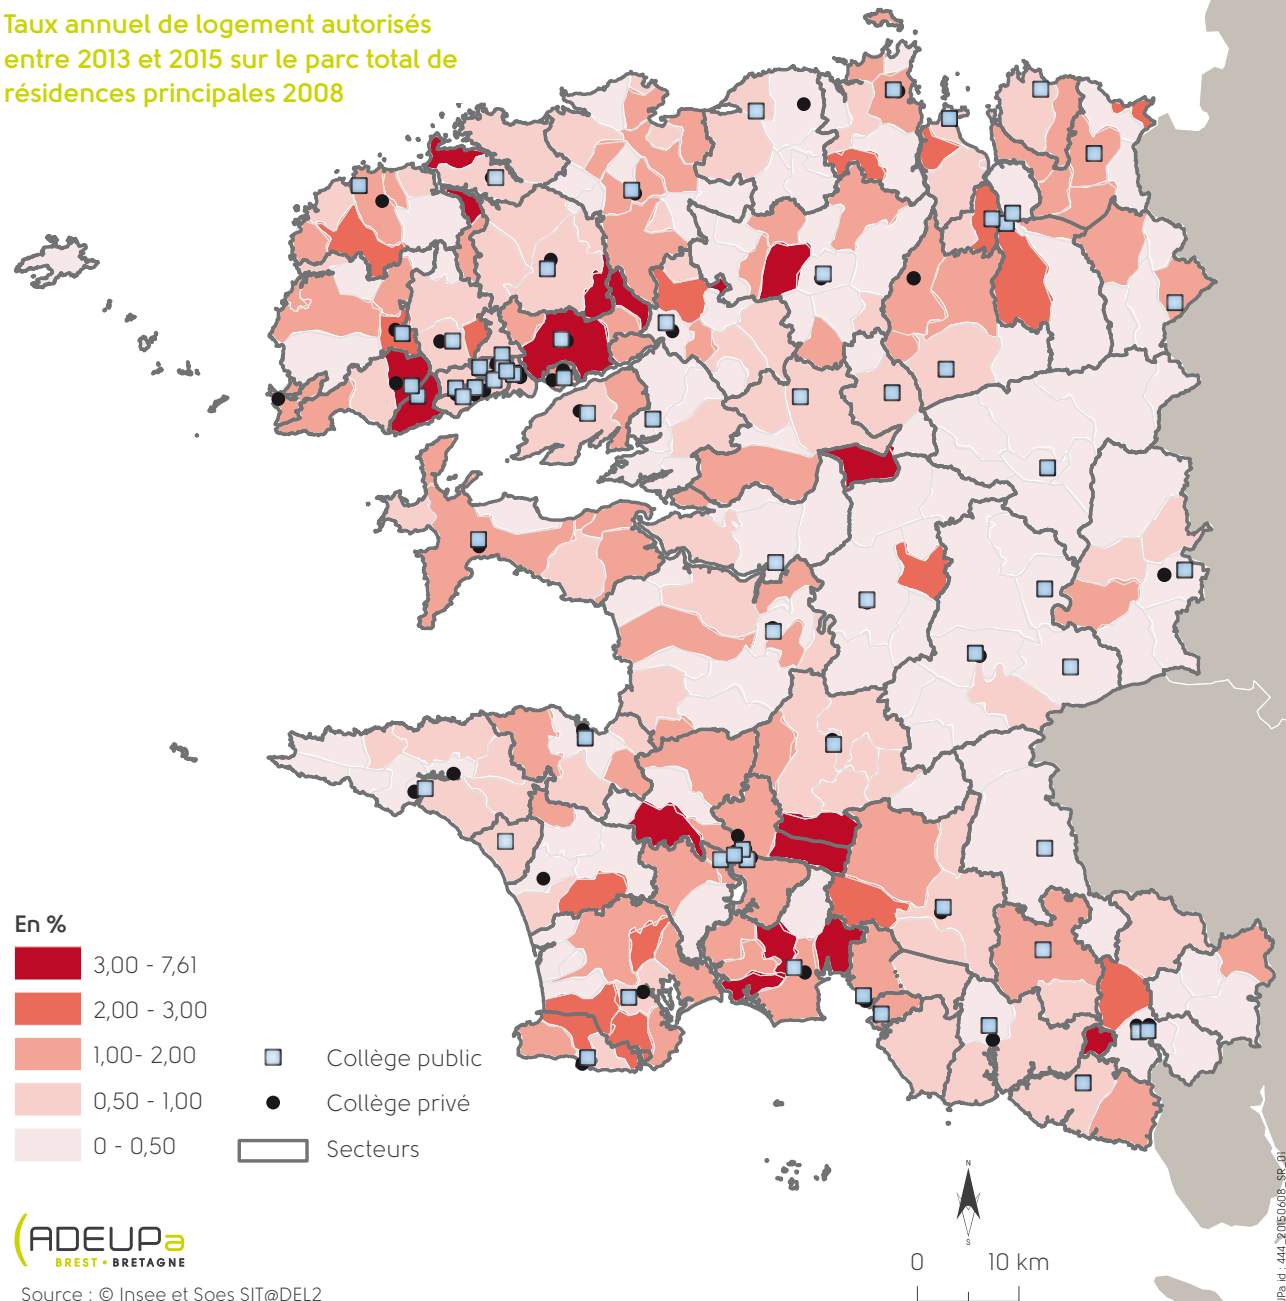 Taux annuel de logement autorisés
entre 2013 et 2015 sur le parc total de
résidences principales 2008
En %
3,00 - 7,61
2,00 - 3,00
1,00- 2,00
0,50 - 1,00
0 - 0,50
Collège public
Collège privé
Secteurs
ADEUPa
BREST • BRETAGNE
Source : © Insee et Soes SIT@DEL2
N
S
0 10 km
id : 444_20150608_SR_01